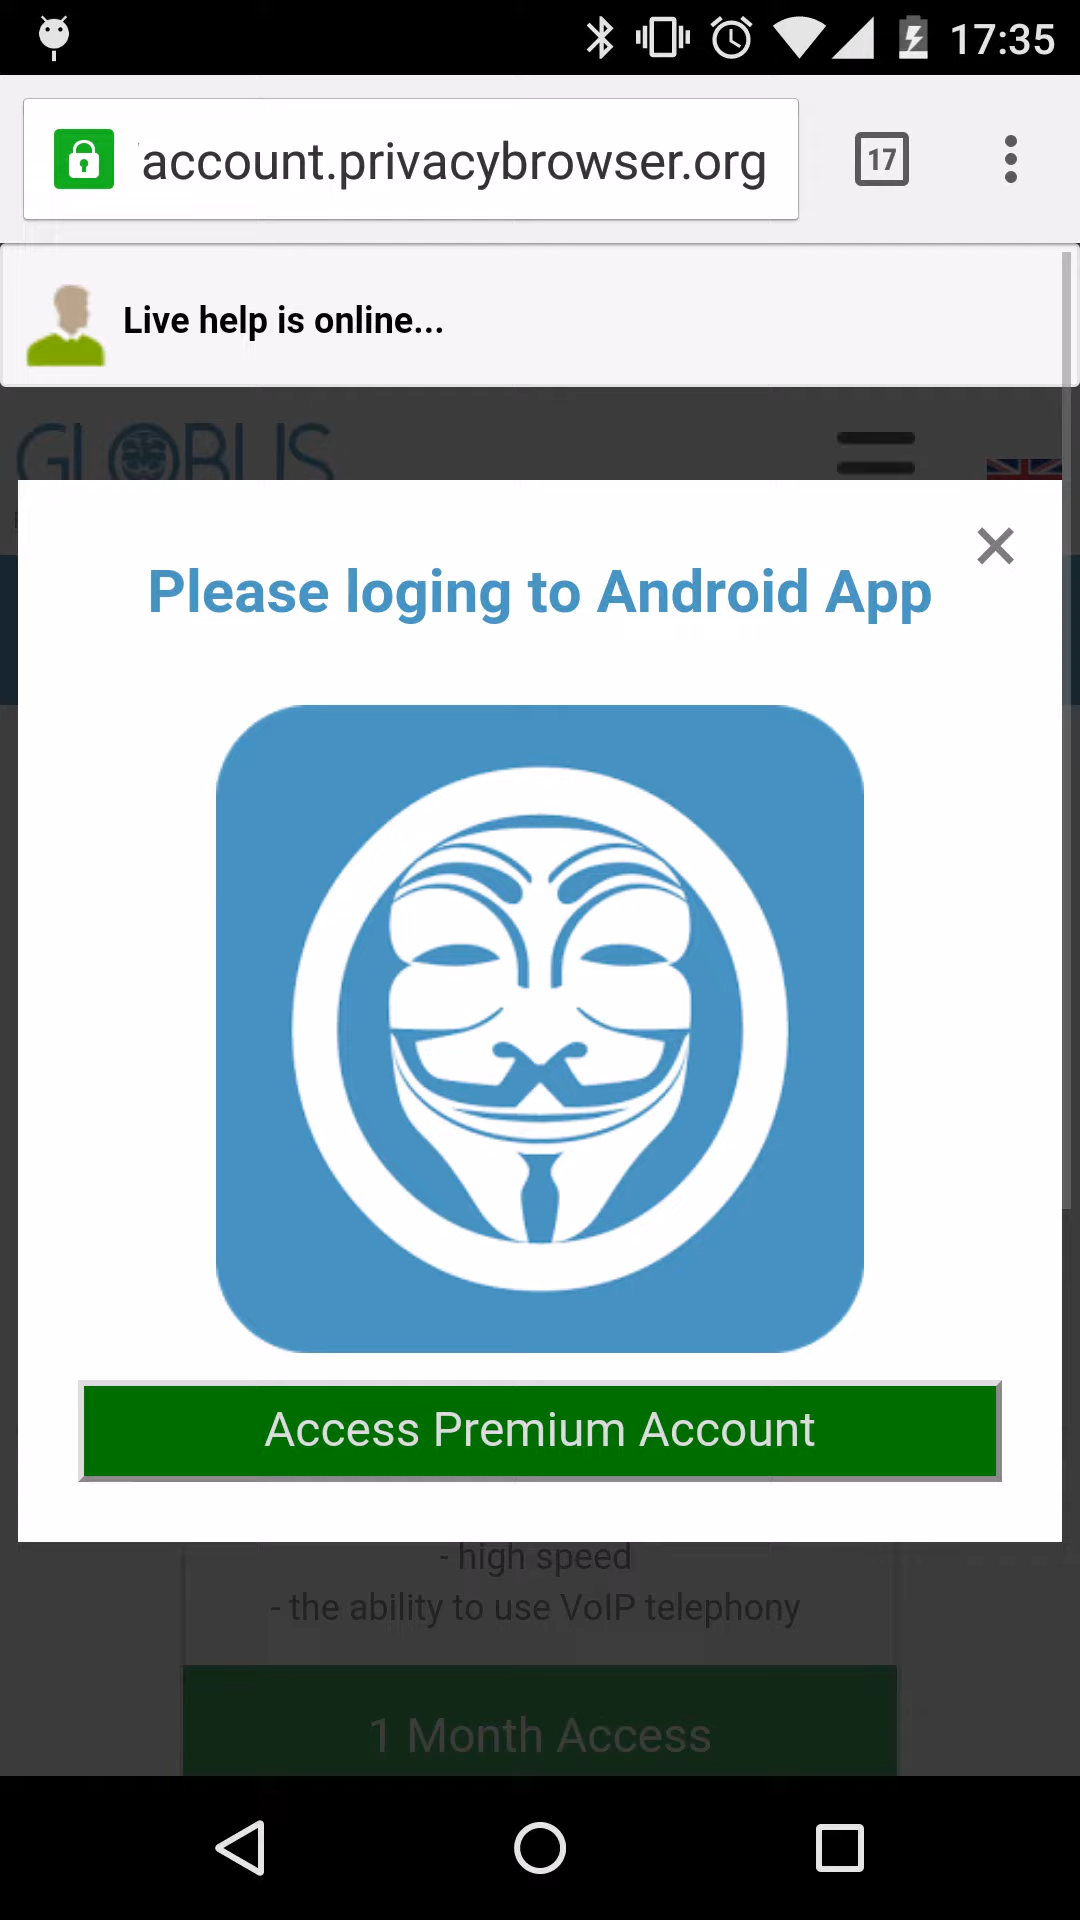 17:35
account.privacybrowser.org
17
Live help is online...
GLOBUS
Please loging to Android App
Access Premium Account
- high speed
- the ability to use VoIP telephony
1 Month Access